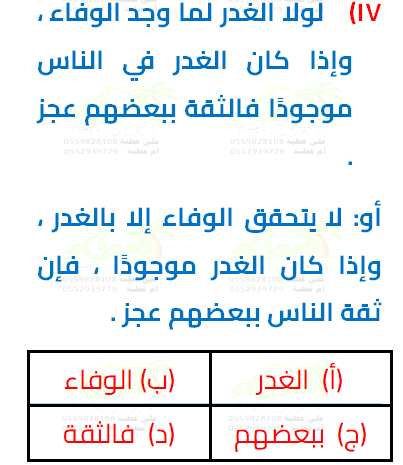 ١٧) لولا الغدر لما وجد الوفاء ،
وإذا كان الغدر في الناس
موجودًا فالثقة ببعضهم عجز
.
أو: لا يتحقق الوفاء إلا بالغدر ،
وإذا كان الغدر موجودًا ، فإن
ثقة الناس ببعضهم عجز .
(أ) الغدر (ب) الوفاء
(ج) ببعضهم (د) فالثقة